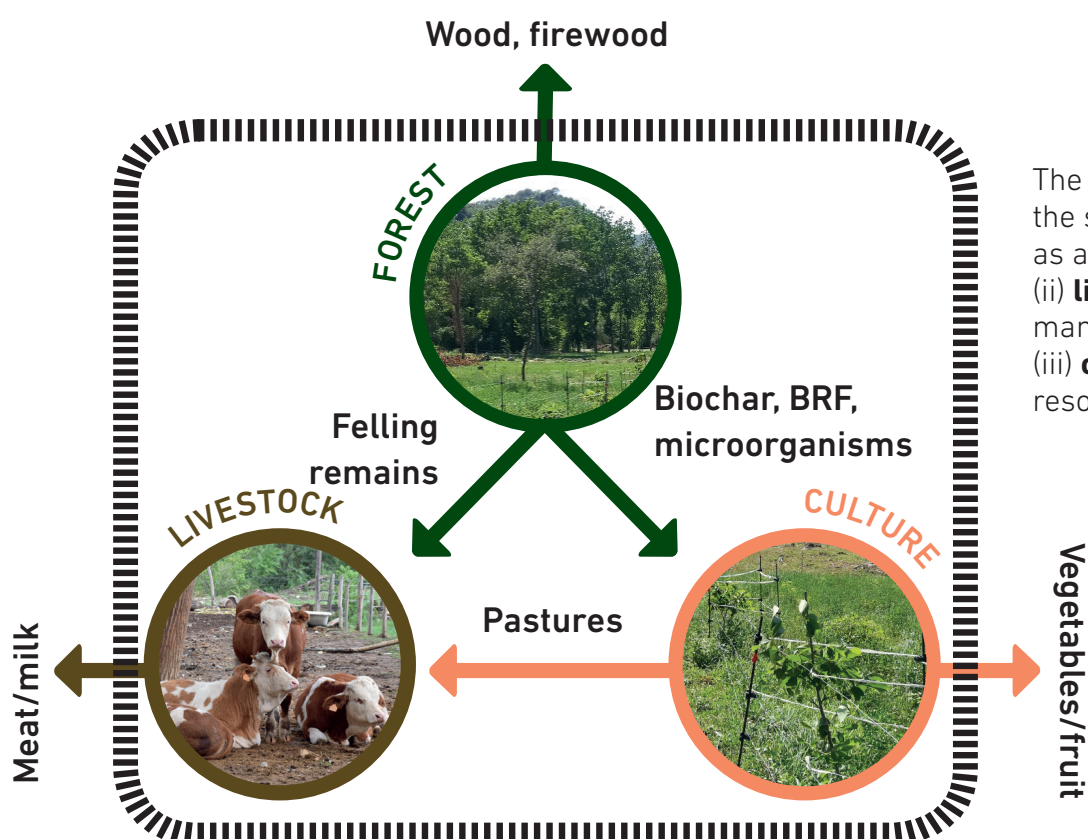 Wood, firewood
FOREST
The
the s
as a
(ii) li
man
(iii) c
reso
Biochar, BRF,
microorganisms
Felling
remains
LIVESTOCK
CULTURE
Pastures
Meat/milk
Vegetables/fruit